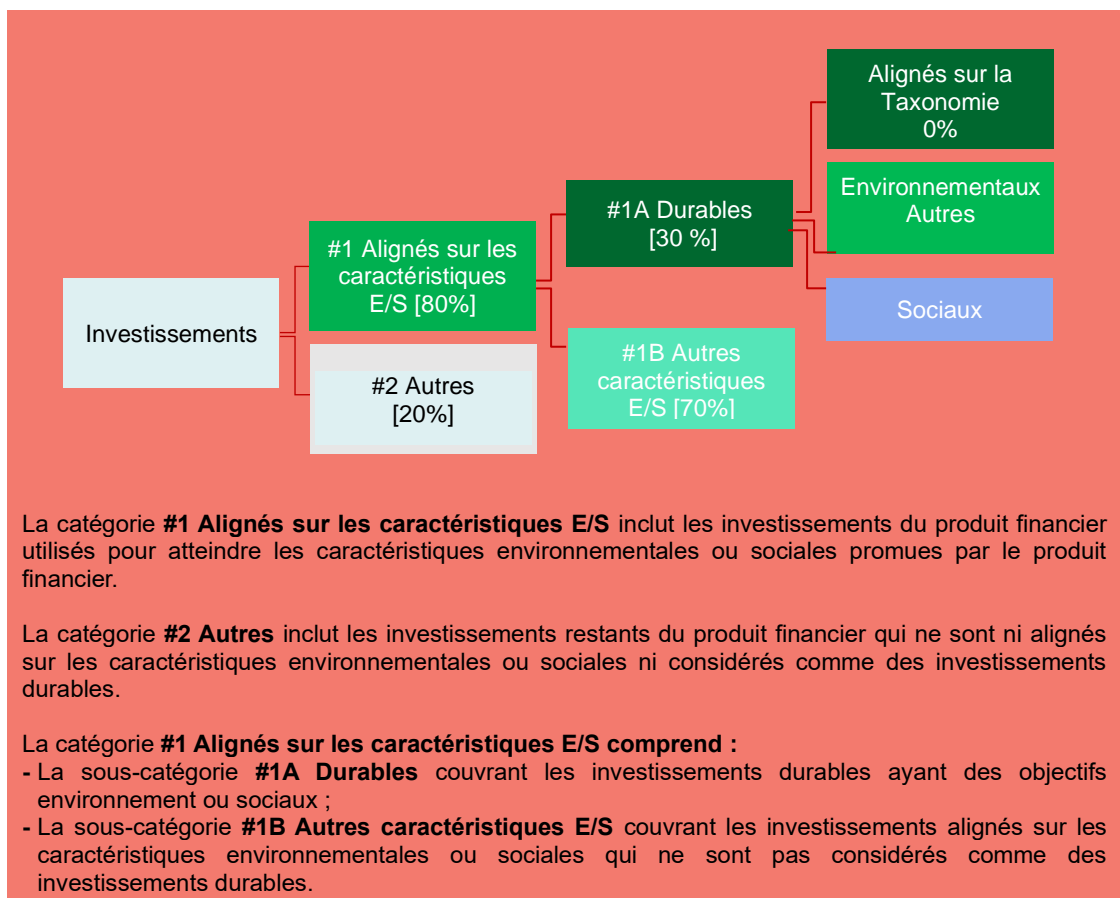 Alignés sur la
Taxonomie
0%
Environnementaux
Autres
#1A Durables
[30 %]
#1 Alignés sur les
caractéristiques
E/S [80%]
Sociaux
Investissements
#1B Autres
caractéristiques
E/S [70%]
#2 Autres
[20%]
La catégorie #1 Alignés sur les caractéristiques E/S inclut les investissements du produit financier
utilisés pour atteindre les caractéristiques environnementales ou sociales promues par le produit
financier.
La catégorie #2 Autres inclut les investissements restants du produit financier qui ne sont ni alignés
sur les caractéristiques environnementales ou sociales ni considérés comme des investissements
durables.
La catégorie #1 Alignés sur les caractéristiques E/S comprend :
- La sous-catégorie #1A Durables couvrant les investissements durables ayant des objectifs
environnement ou sociaux ;
- La sous-catégorie #1B Autres caractéristiques E/S couvrant les investissements alignés sur les
caractéristiques environnementales ou sociales qui ne sont pas considérés comme des
investissements durables.